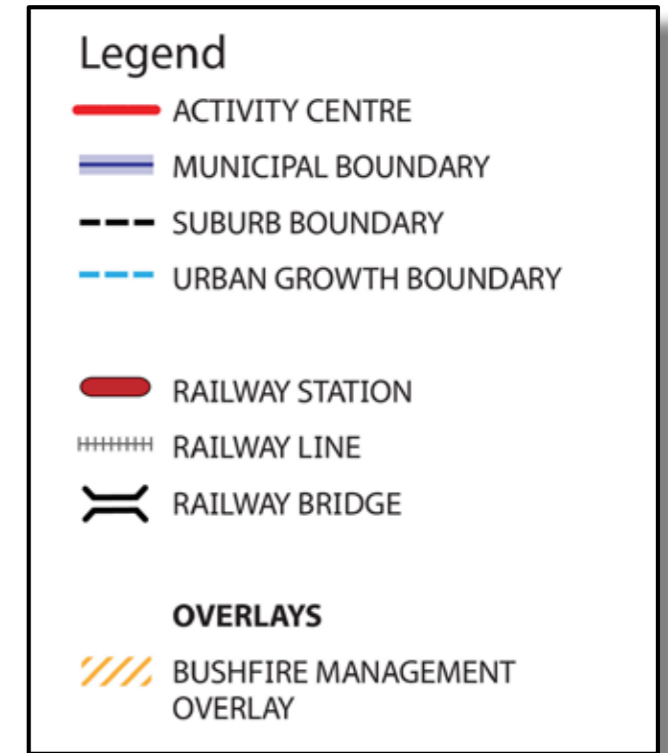 Legend
ACTIVITY CENTRE
MUNICIPAL BOUNDARY
SUBURB BOUNDARY
URBAN GROWTH BOUNDARY
RAILWAY STATION
RAILWAY LINE
RAILWAY BRIDGE
OVERLAYS
BUSHFIRE MANAGEMENT
OVERLAY